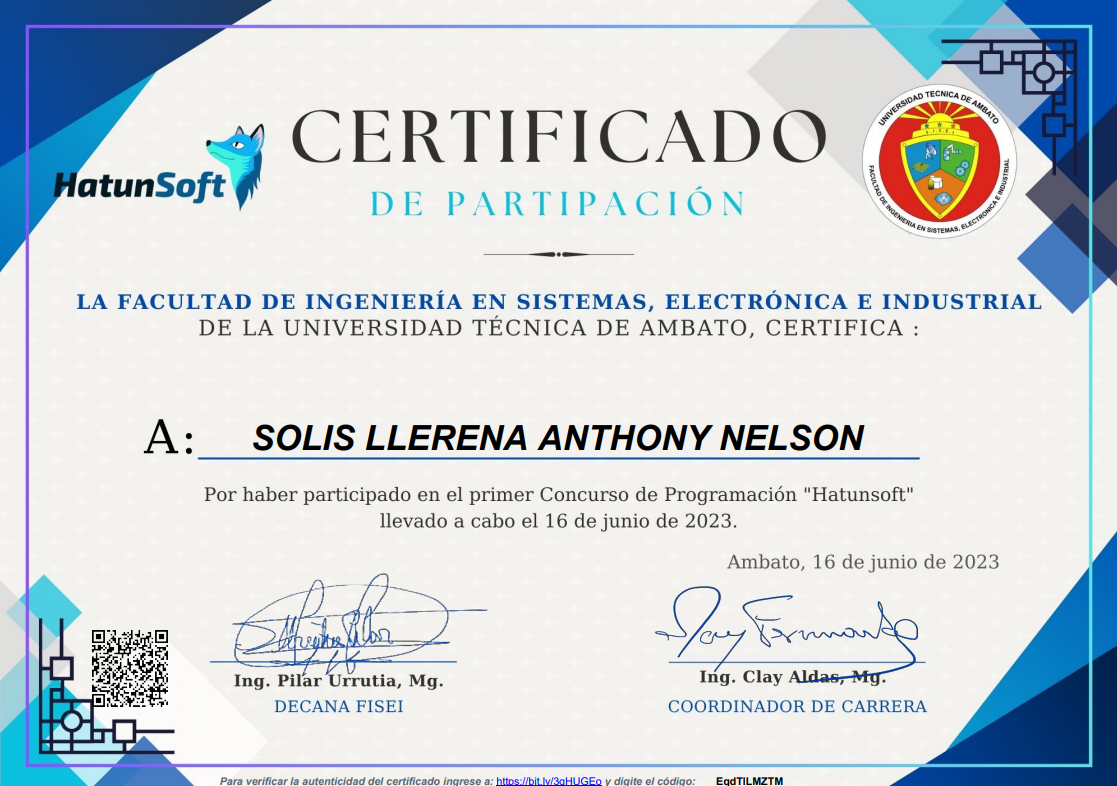 HatunSoft
CERTIFICADO
DE PARTIPACIÓN
UNIVERSIDAD TECNICA DE AMBATO
FACULTAD DE INGENIERIA EN SISTEMAS, ELECTRONICA E INDUSTRIAL
LA FACULTAD DE INGENIERÍA EN SISTEMAS, ELECTRÓNICA E INDUSTRIAL
DE LA UNIVERSIDAD TÉCNICA DE AMBATO, CERTIFICA :
A: SOLIS LLERENA ANTHONY NELSON
Por haber participado en el primer Concurso de Programación "Hatunsoft"
llevado a cabo el 16 de junio de 2023.
Ambato, 16 de junio de 2023
Ing. Pilar Urrutia, Mg.
DECANA FISEI
Ing. Clay Aldas, Mg.
COORDINADOR DE CARRERA
Para verificar la autenticidad del certificado ingrese a: https://bit.ly/3qHUGEo y digite el código: EqdTILMZTM